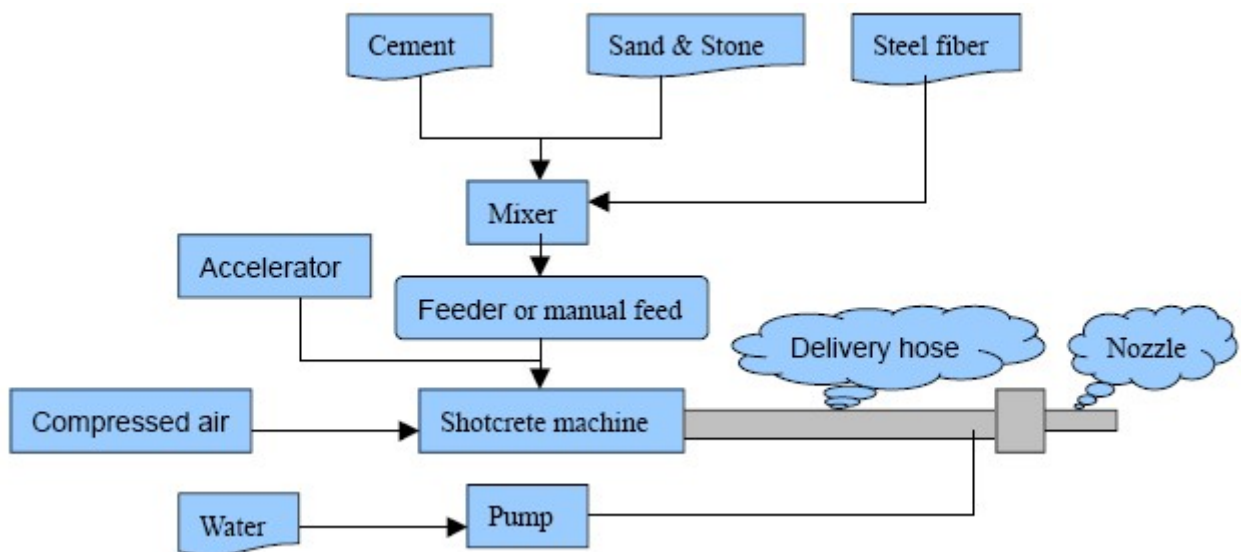 Cement
Sand & Stone
Steel fiber
Mixer
Accelerator
Feeder or manual feed
Delivery hose
Nozzle
Compressed air
Shotcrete machine
Water
Pump